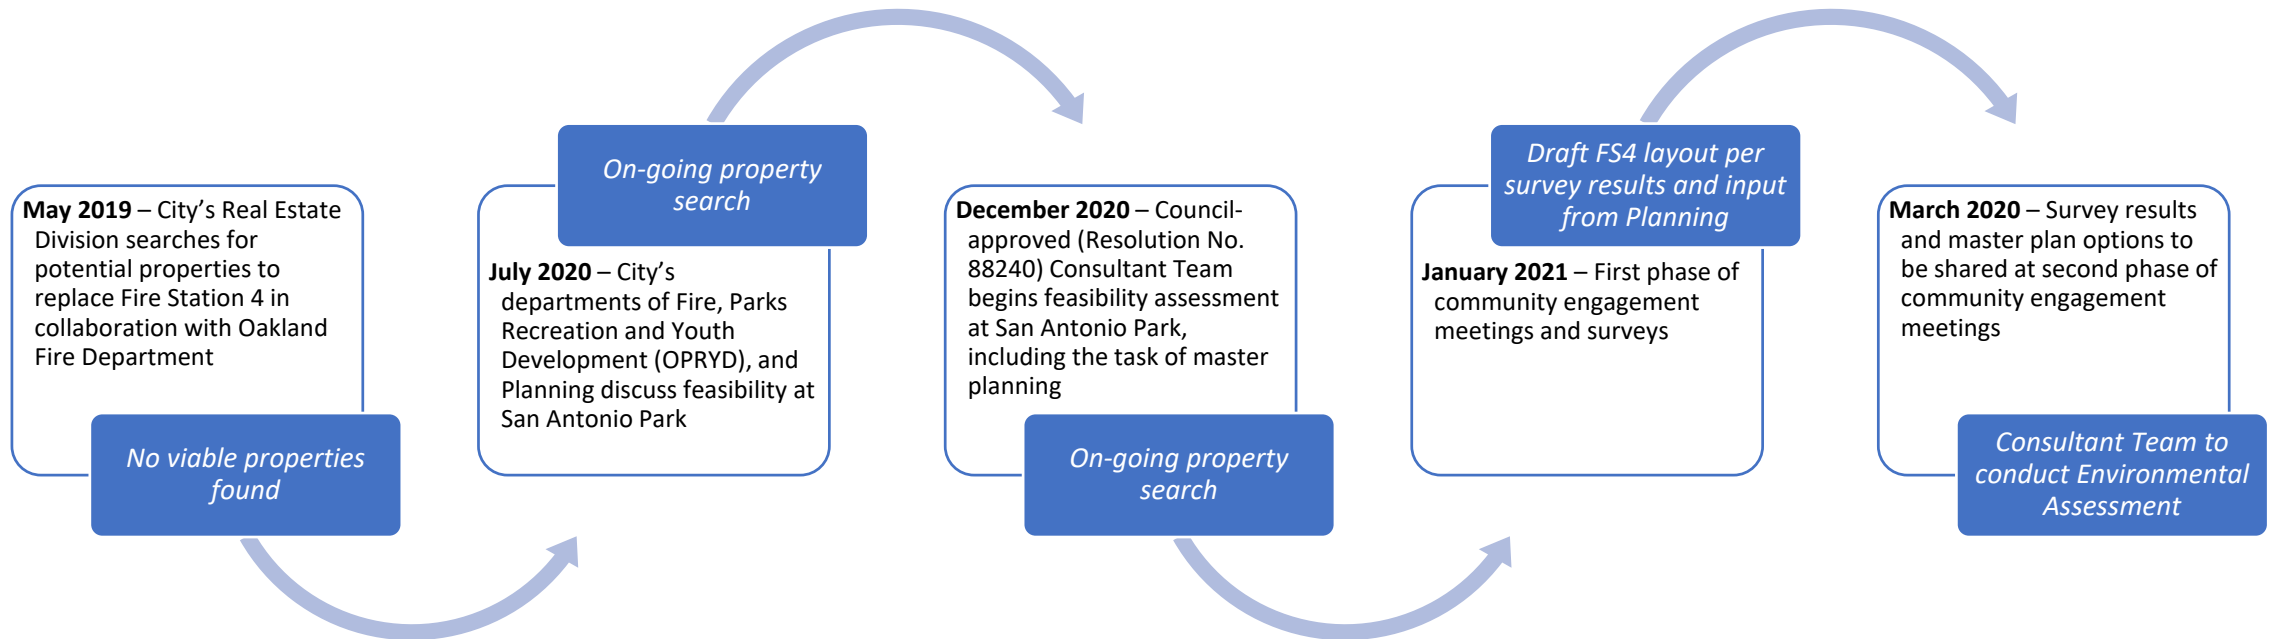 May 2019 – City’s Real Estate
Division searches for
potential properties to
replace Fire Station 4 in
collaboration with Oakland
Fire Department
No viable properties
found
On-going property
search
July 2020 – City’s
departments of Fire, Parks
Recreation and Youth
Development (OPRYD), and
Planning discuss feasibility at
San Antonio Park
December 2020 – Council-
approved (Resolution No.
88240) Consultant Team
begins feasibility assessment
at San Antonio Park,
including the task of master
planning
On-going property
search
Draft FS4 layout per
survey results and input
from Planning
January 2021 – First phase of
community engagement
meetings and surveys
March 2020 – Survey results
and master plan options to
be shared at second phase of
community engagement
meetings
Consultant Team to
conduct Environmental
Assessment